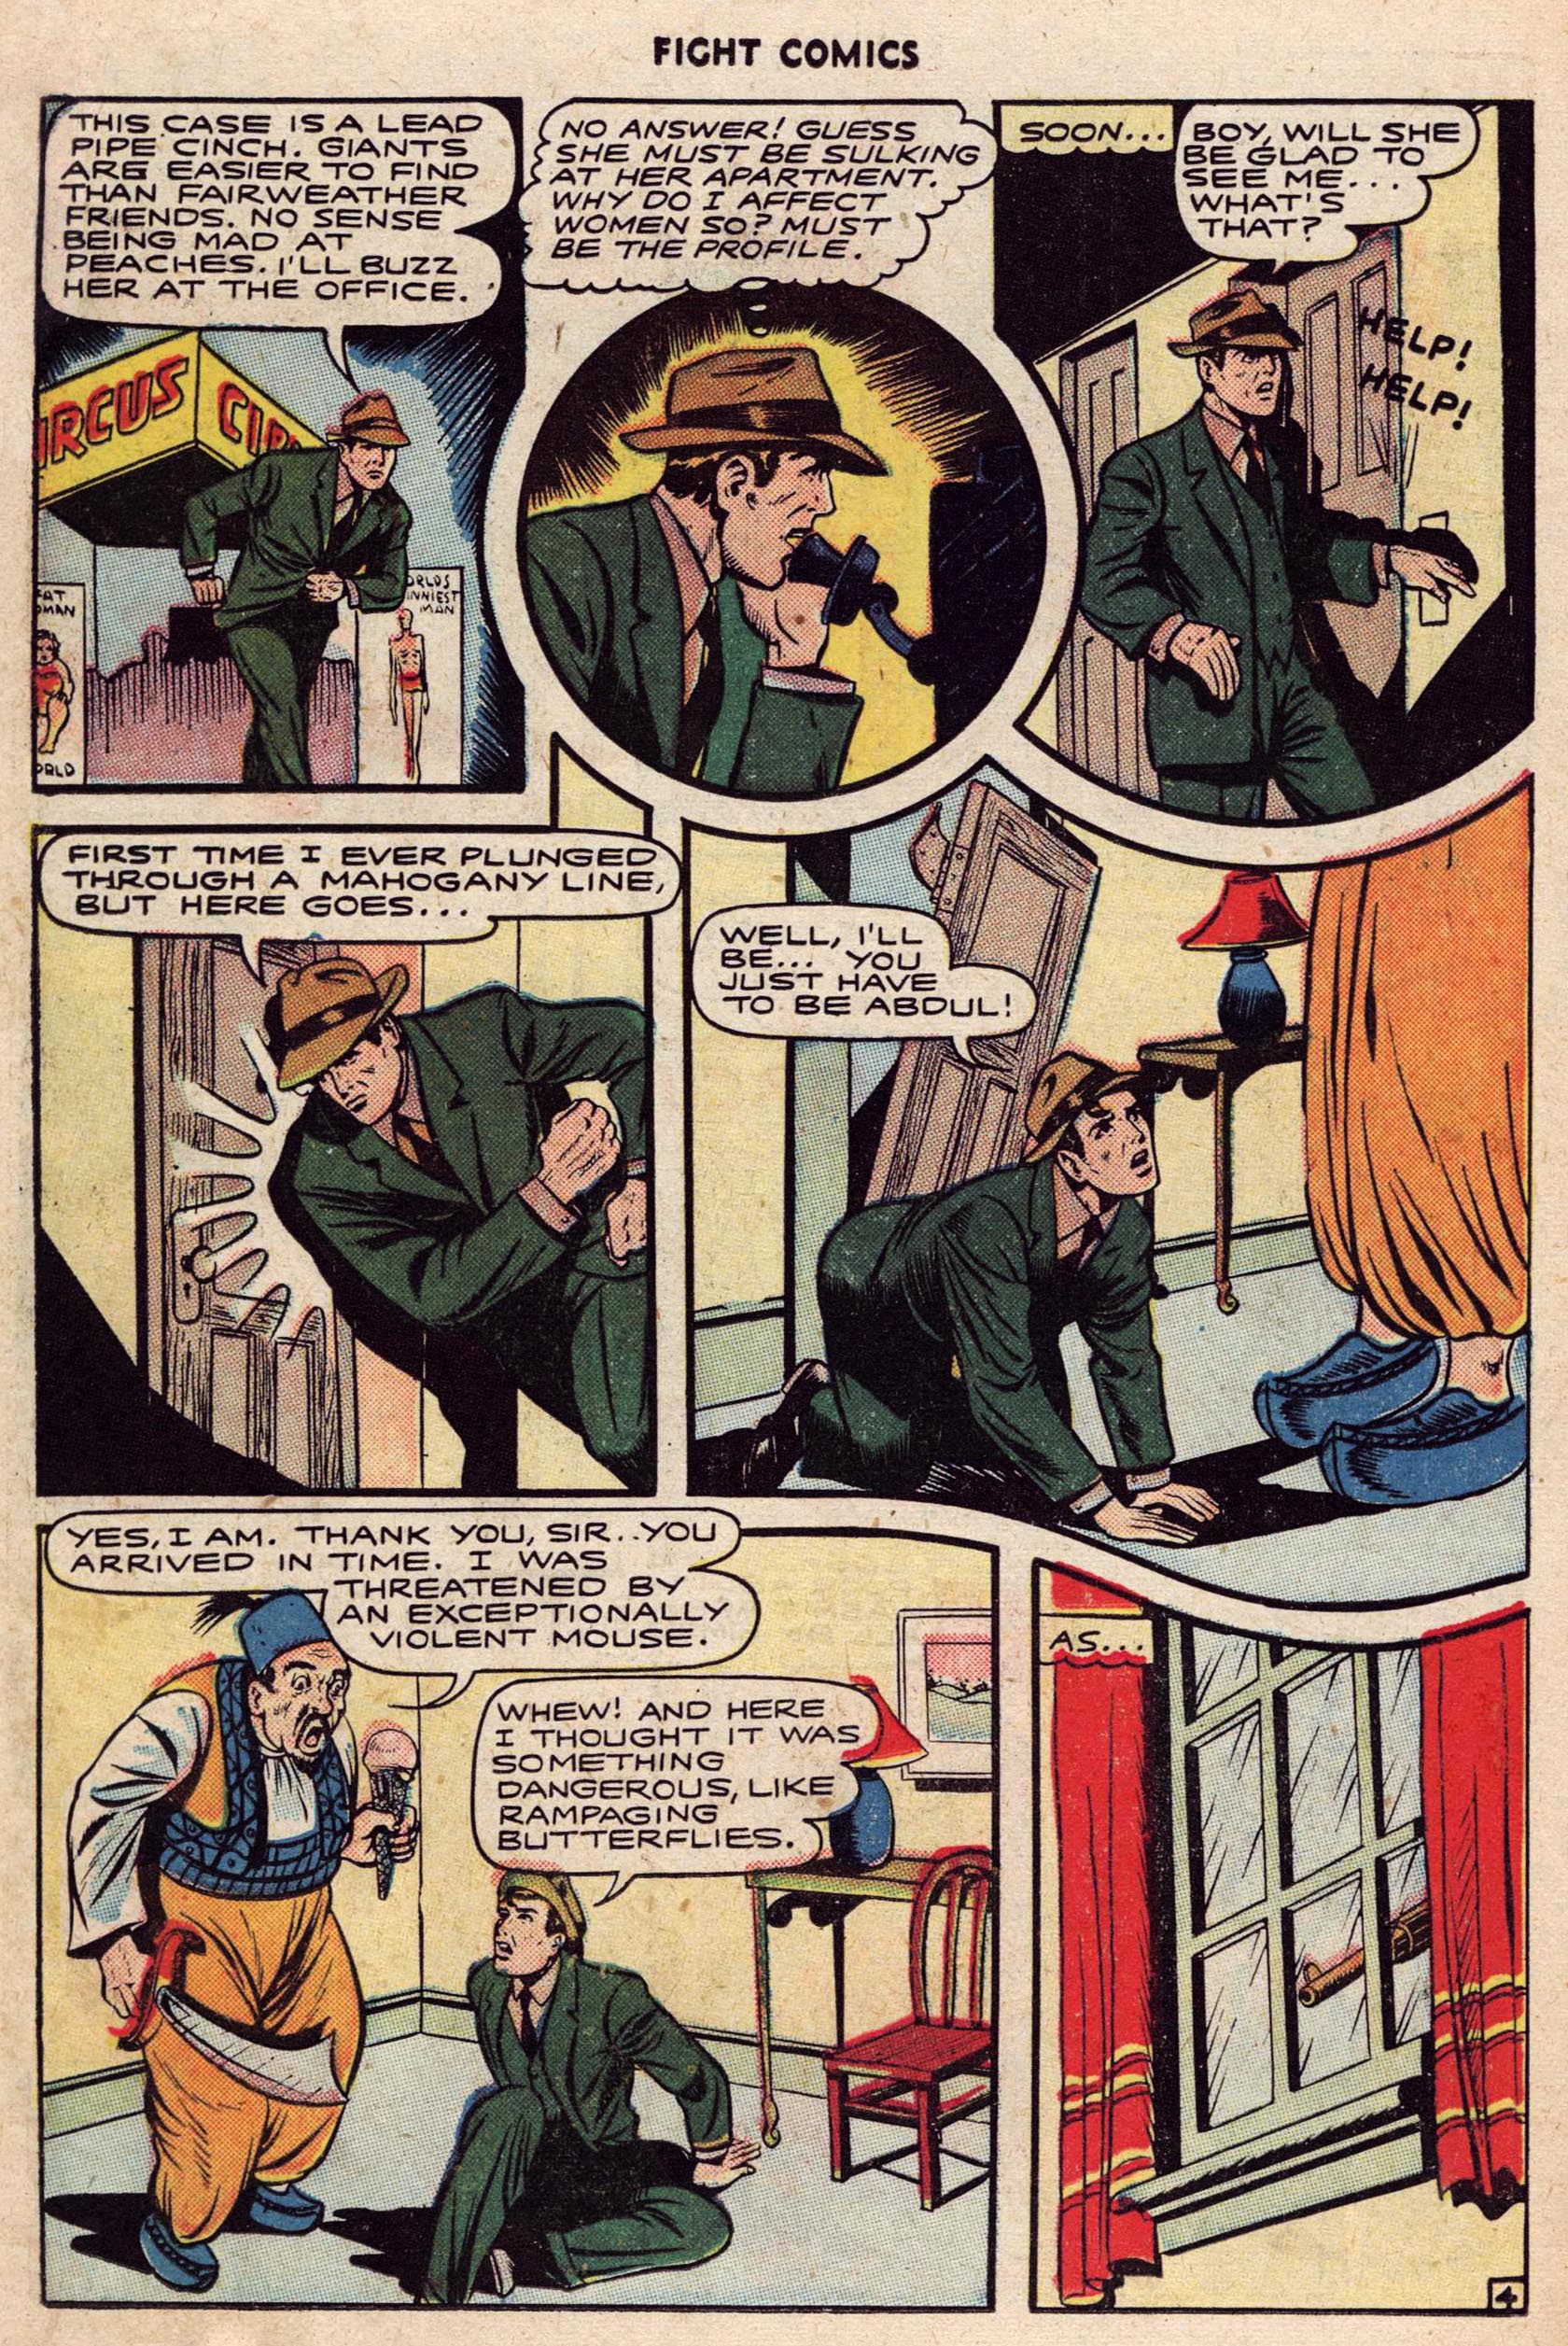 FIGHT COMICS
THIS CASE IS A LEAD
PIPE CINCH. GIANTS
ARE EASIER TO FIND
THAN FAIRWEATHER
FRIENDS. NO SENSE
BEING MAD AT
PEACHES. I'LL BUZZ
HER AT THE OFFICE.
IRCUS
CIR
FAT
OMAN
ORLD
ORLDS
INNIEST
MAN
NO ANSWER! GUESS
SHE MUST BE SULKING
AT HER APARTMENT.
WHY DO I AFFECT
WOMEN SO? MUST
BE THE PROFILE.
SOON...
BOY, WILL SHE
BE GLAD TO
SEE ME...
WHAT'S
THAT?
HELP!
HELP!
FIRST TIME I EVER PLUNGED
THROUGH A MAHOGANY LINE,
BUT HERE GOES...
WELL, I'LL
BE... YOU
JUST HAVE
TO BE ABDUL!
YES, I AM. THANK YOU, SIR..YOU
ARRIVED IN TIME. I WAS
THREATENED BY
AN EXCEPTIONALLY
VIOLENT MOUSE.
WHEW! AND HERE
I THOUGHT IT WAS
SOMETHING
DANGEROUS, LIKE
RAMPAGING
BUTTERFLIES.
AS...
4